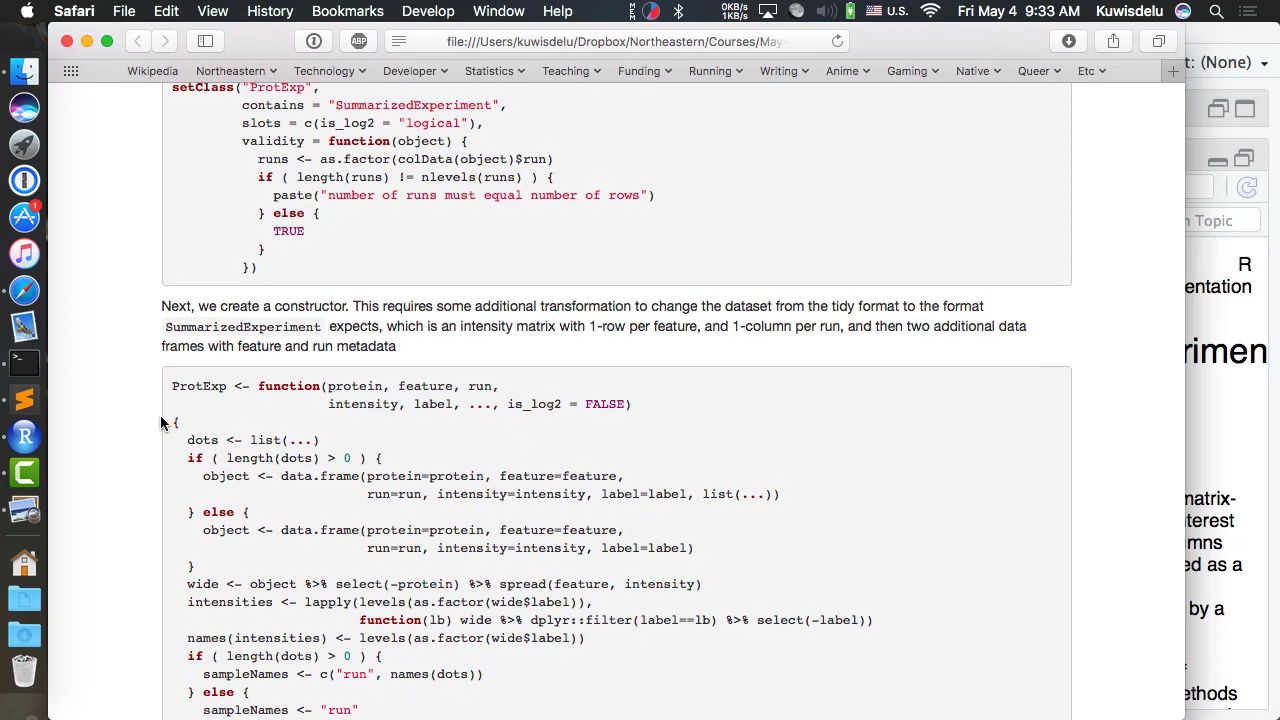 Safari File Edit View History Bookmarks Develop Window Help 0KB/s 1KB/s U.S. Fri May 4 9:33 AM Kuwisdelu
ABP file:///Users/kuwisdelu/Dropbox/Northeastern/Courses/May-
Wikipedia Northeastern Technology Developer Statistics Teaching Funding Running Writing Anime Gaming Native Queer Etc +
t: (None)
setClass("ProtExp",
contains = "SummarizedExperiment",
slots = c(is_log2 = "logical"),
validity = function(object) {
runs <- as.factor(colData(object)$run)
if ( length(runs) != nlevels(runs) ) {
paste("number of runs must equal number of rows")
} else {
TRUE
}
})
Next, we create a constructor. This requires some additional transformation to change the dataset from the tidy format to the format
SummarizedExperiment expects, which is an intensity matrix with 1-row per feature, and 1-column per run, and then two additional data
frames with feature and run metadata
ProtExp <- function(protein, feature, run,
intensity, label, ..., is_log2 = FALSE)
{
dots <- list(...)
if ( length(dots) > 0 ) {
object <- data.frame(protein=protein, feature=feature,
run=run, intensity=intensity, label=label, list(...))
} else {
object <- data.frame(protein=protein, feature=feature,
run=run, intensity=intensity, label=label)
}
wide <- object %>% select(-protein) %>% spread(feature, intensity)
intensities <- lapply(levels(as.factor(wide$label)),
function(lb) wide %>% dplyr::filter(label==lb) %>% select(-label))
names(intensities) <- levels(as.factor(wide$label))
if ( length(dots) > 0 ) {
sampleNames <- c("run", names(dots))
} else {
sampleNames <- "run"
n Topic
R
entation
rimen
matrix-
terest
mns
ed as a
by a
ethods
1